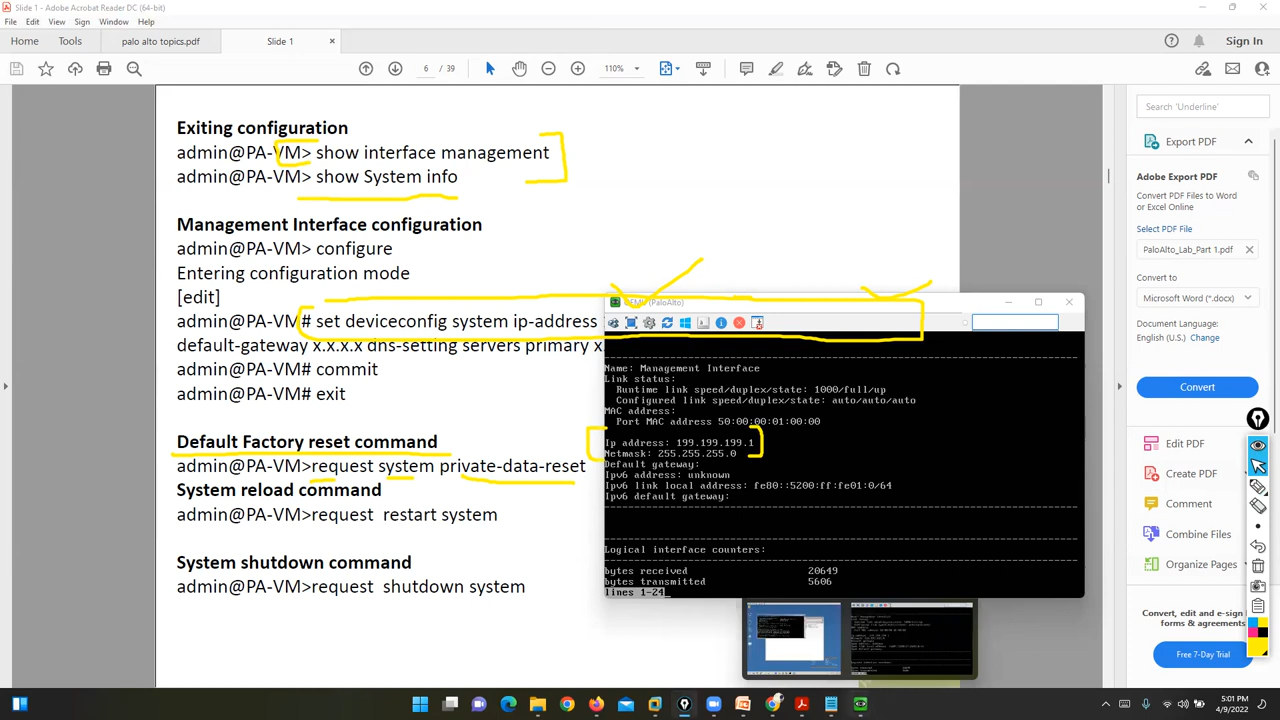 Slide 1 - Adobe Acrobat Reader DC (64-bit)
File Edit View Sign Window Help
Home Tools palo alto topics.pdf Slide 1 × Sign In
6 / 39 110%
Exiting configuration
admin@PA-VM> show interface management
admin@PA-VM> show System info
Management Interface configuration
admin@PA-VM> configure
Entering configuration mode
[edit]
admin@PA-VM# set deviceconfig system ip-address
default-gateway x.x.x.x dns-setting servers primary x
admin@PA-VM# commit
admin@PA-VM# exit
Default Factory reset command
admin@PA-VM>request system private-data-reset
System reload command
admin@PA-VM>request restart system
System shutdown command
admin@PA-VM>request shutdown system
(PaloAlto)
Name: Management Interface
Link status:
Runtime link speed/duplex/state: 1000/full/up
Configured link speed/duplex/state: auto/auto/auto
MAC address:
Port MAC address 50:00:00:01:00:00
Ip address: 199.199.199.1
Netmask: 255.255.255.0
Default gateway:
Ipv6 address: unknown
Ipv6 link local address: fe80::5200:ff:fe01:0/64
Ipv6 default gateway:
Logical interface counters:
bytes received 20649
bytes transmitted 5606
lines 1-24
Search 'Underline'
Export PDF
Adobe Export PDF
Convert PDF Files to Word
or Excel Online
Select PDF File
PaloAlto_Lab_Part 1.pdf
Convert to
Microsoft Word (*.docx)
Document Language:
English (U.S.) Change
Convert
Edit PDF
Create PDF
Comment
Combine Files
Organize Pages
Convert, edit and e-sign
forms & agreements
Free 7-Day Trial
5:01 PM
4/9/2022